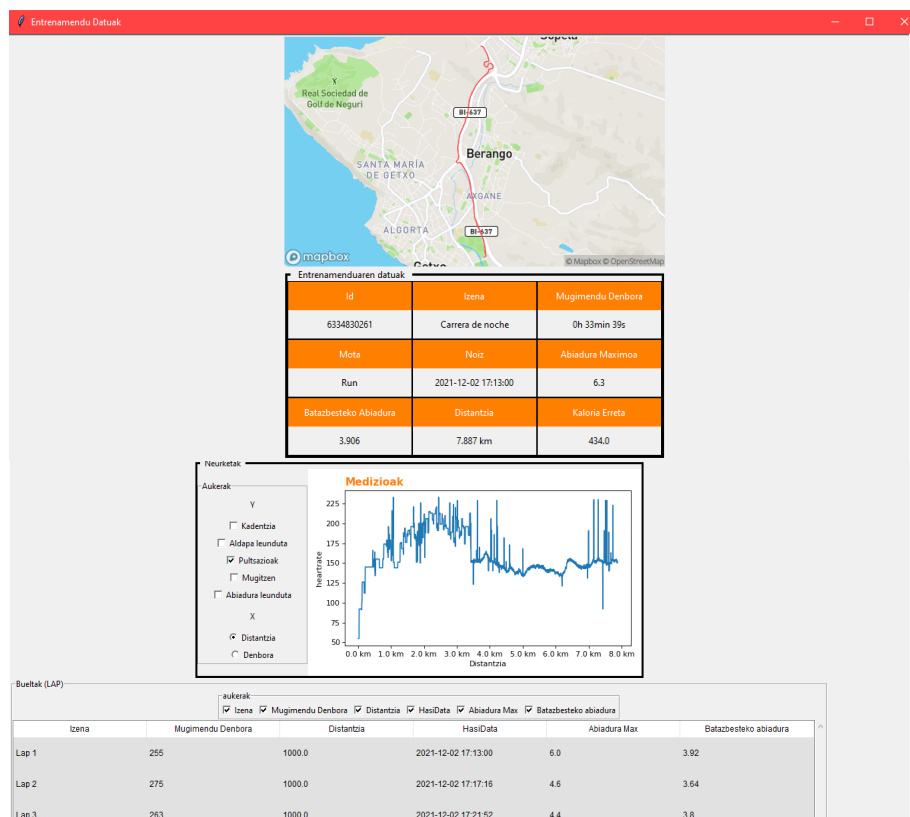 Entrenamendu Datuak
Sopela
Real Sociedad de
Golf de Neguri
BI-637
Berango
SANTA MARÍA
DE GETXO
AXGANE
ALGORTA
BI-637
Getxo
mapbox
© Mapbox © OpenStreetMap
Entrenamenduaren datuak
Id Izena Mugimendu Denbora
6334830261 Carrera de noche 0h 33min 39s
Mota Noiz Abiadura Maximoa
Run 2021-12-02 17:13:00 6.3
Batazbesteko Abiadura Distantzia Kaloria Erreta
3.906 7.887 km 434.0
Neurketak
Aukerak
Y
Kadentzia
Aldapa leunduta
Pultsazioak
Mugitzen
Abiadura leunduta
X
Distantzia
Denbora
Medizioak
225
200
175
150
125
100
75
50
heartrate
0.0 km 1.0 km 2.0 km 3.0 km 4.0 km 5.0 km 6.0 km 7.0 km 8.0 km
Distantzia
Bueltak (LAP)
aukerak
Izena Mugimendu Denbora Distantzia HasiData Abiadura Max Batazbesteko abiadura
Izena Mugimendu Denbora Distantzia HasiData Abiadura Max Batazbesteko abiadura
Lap 1 255 1000.0 2021-12-02 17:13:00 6.0 3.92
Lap 2 275 1000.0 2021-12-02 17:17:16 4.6 3.64
Lap 3 263 1000.0 2021-12-02 17:21:52 4.4 3.8